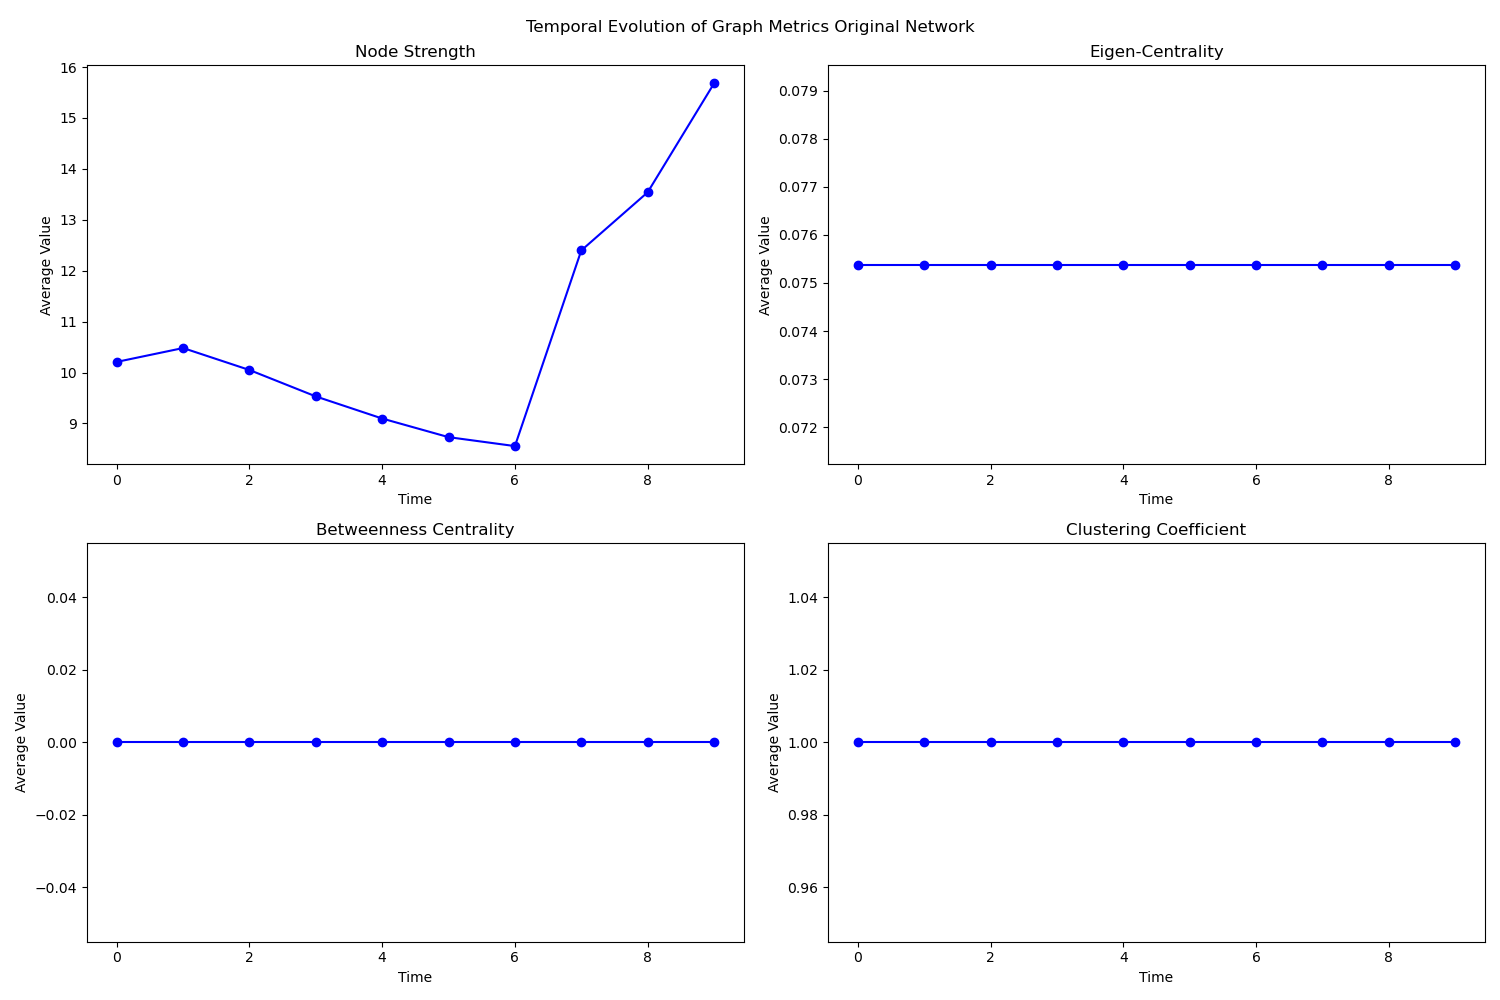 Temporal Evolution of Graph Metrics Original Network
Node Strength
16
15
14
13
12
11
10
9
Average Value
0 2 4 6 8
Time
Eigen-Centrality
0.079
0.078
0.077
0.076
0.075
0.074
0.073
0.072
Average Value
0 2 4 6 8
Time
Betweenness Centrality
0.04
0.02
0.00
−0.02
−0.04
Average Value
0 2 4 6 8
Time
Clustering Coefficient
1.04
1.02
1.00
0.98
0.96
Average Value
0 2 4 6 8
Time